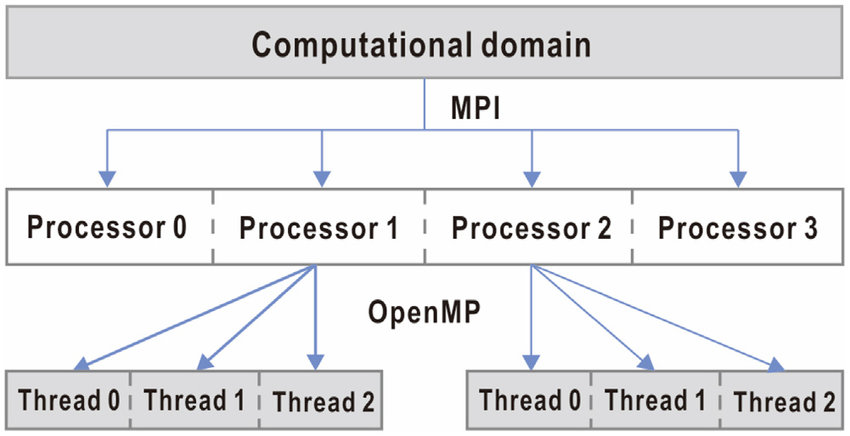 Computational domain
MPI
Processor 0 Processor 1 Processor 2 Processor 3
OpenMP
Thread 0 Thread 1 Thread 2 Thread 0 Thread 1 Thread 2